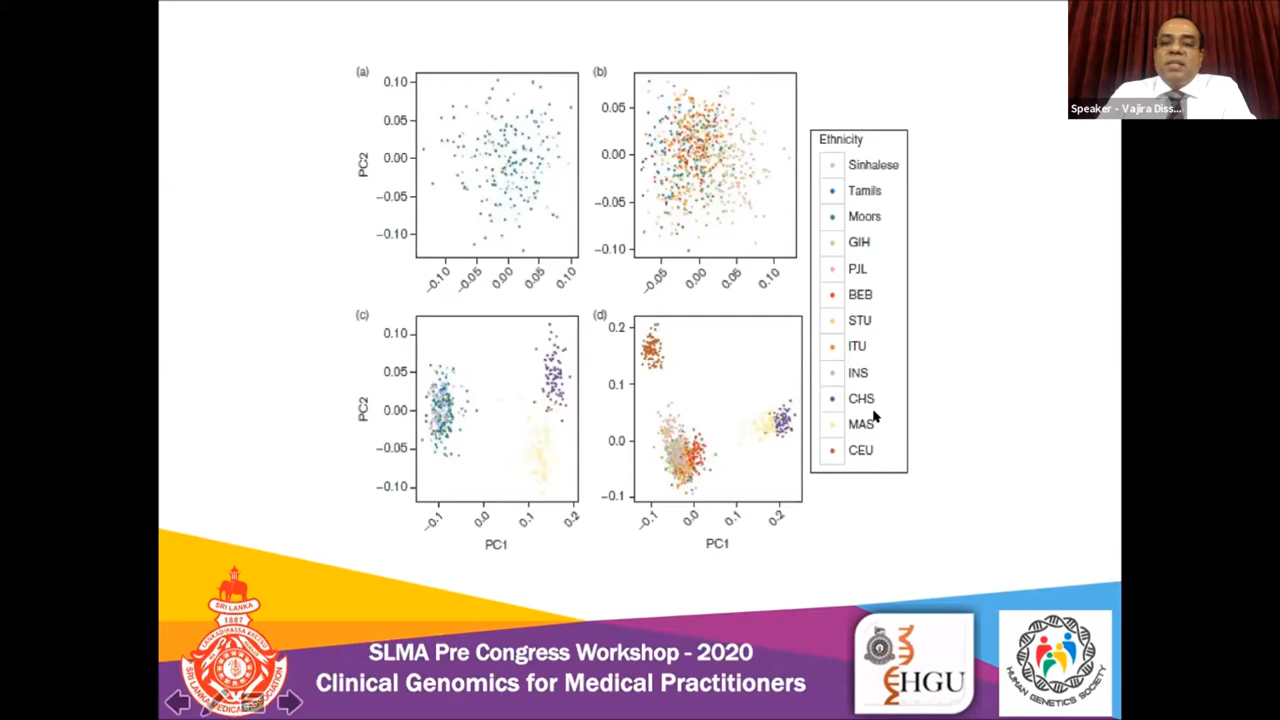 Speaker - Vajira Diss...
(a)
0.10
0.05
0.00
−0.05
−0.10
PC2
−0.10
−0.05
0.00
0.05
0.10
(b)
0.05
0.00
−0.05
−0.10
−0.05
0.00
0.05
0.10
Ethnicity
Sinhalese
Tamils
Moors
GIH
PJL
BEB
STU
ITU
INS
CHS
MAS
CEU
(c)
0.10
0.05
0.00
−0.05
−0.10
PC2
−0.1
0.0
0.1
0.2
PC1
(d)
0.2
0.1
0.0
−0.1
−0.1
0.0
0.1
0.2
PC1
SRI LANKA
1887
SRI LANKA MEDICAL ASSOCIATION
SLMA Pre Congress Workshop - 2020
Clinical Genomics for Medical Practitioners
HGU
HUMAN GENETICS SOCIETY